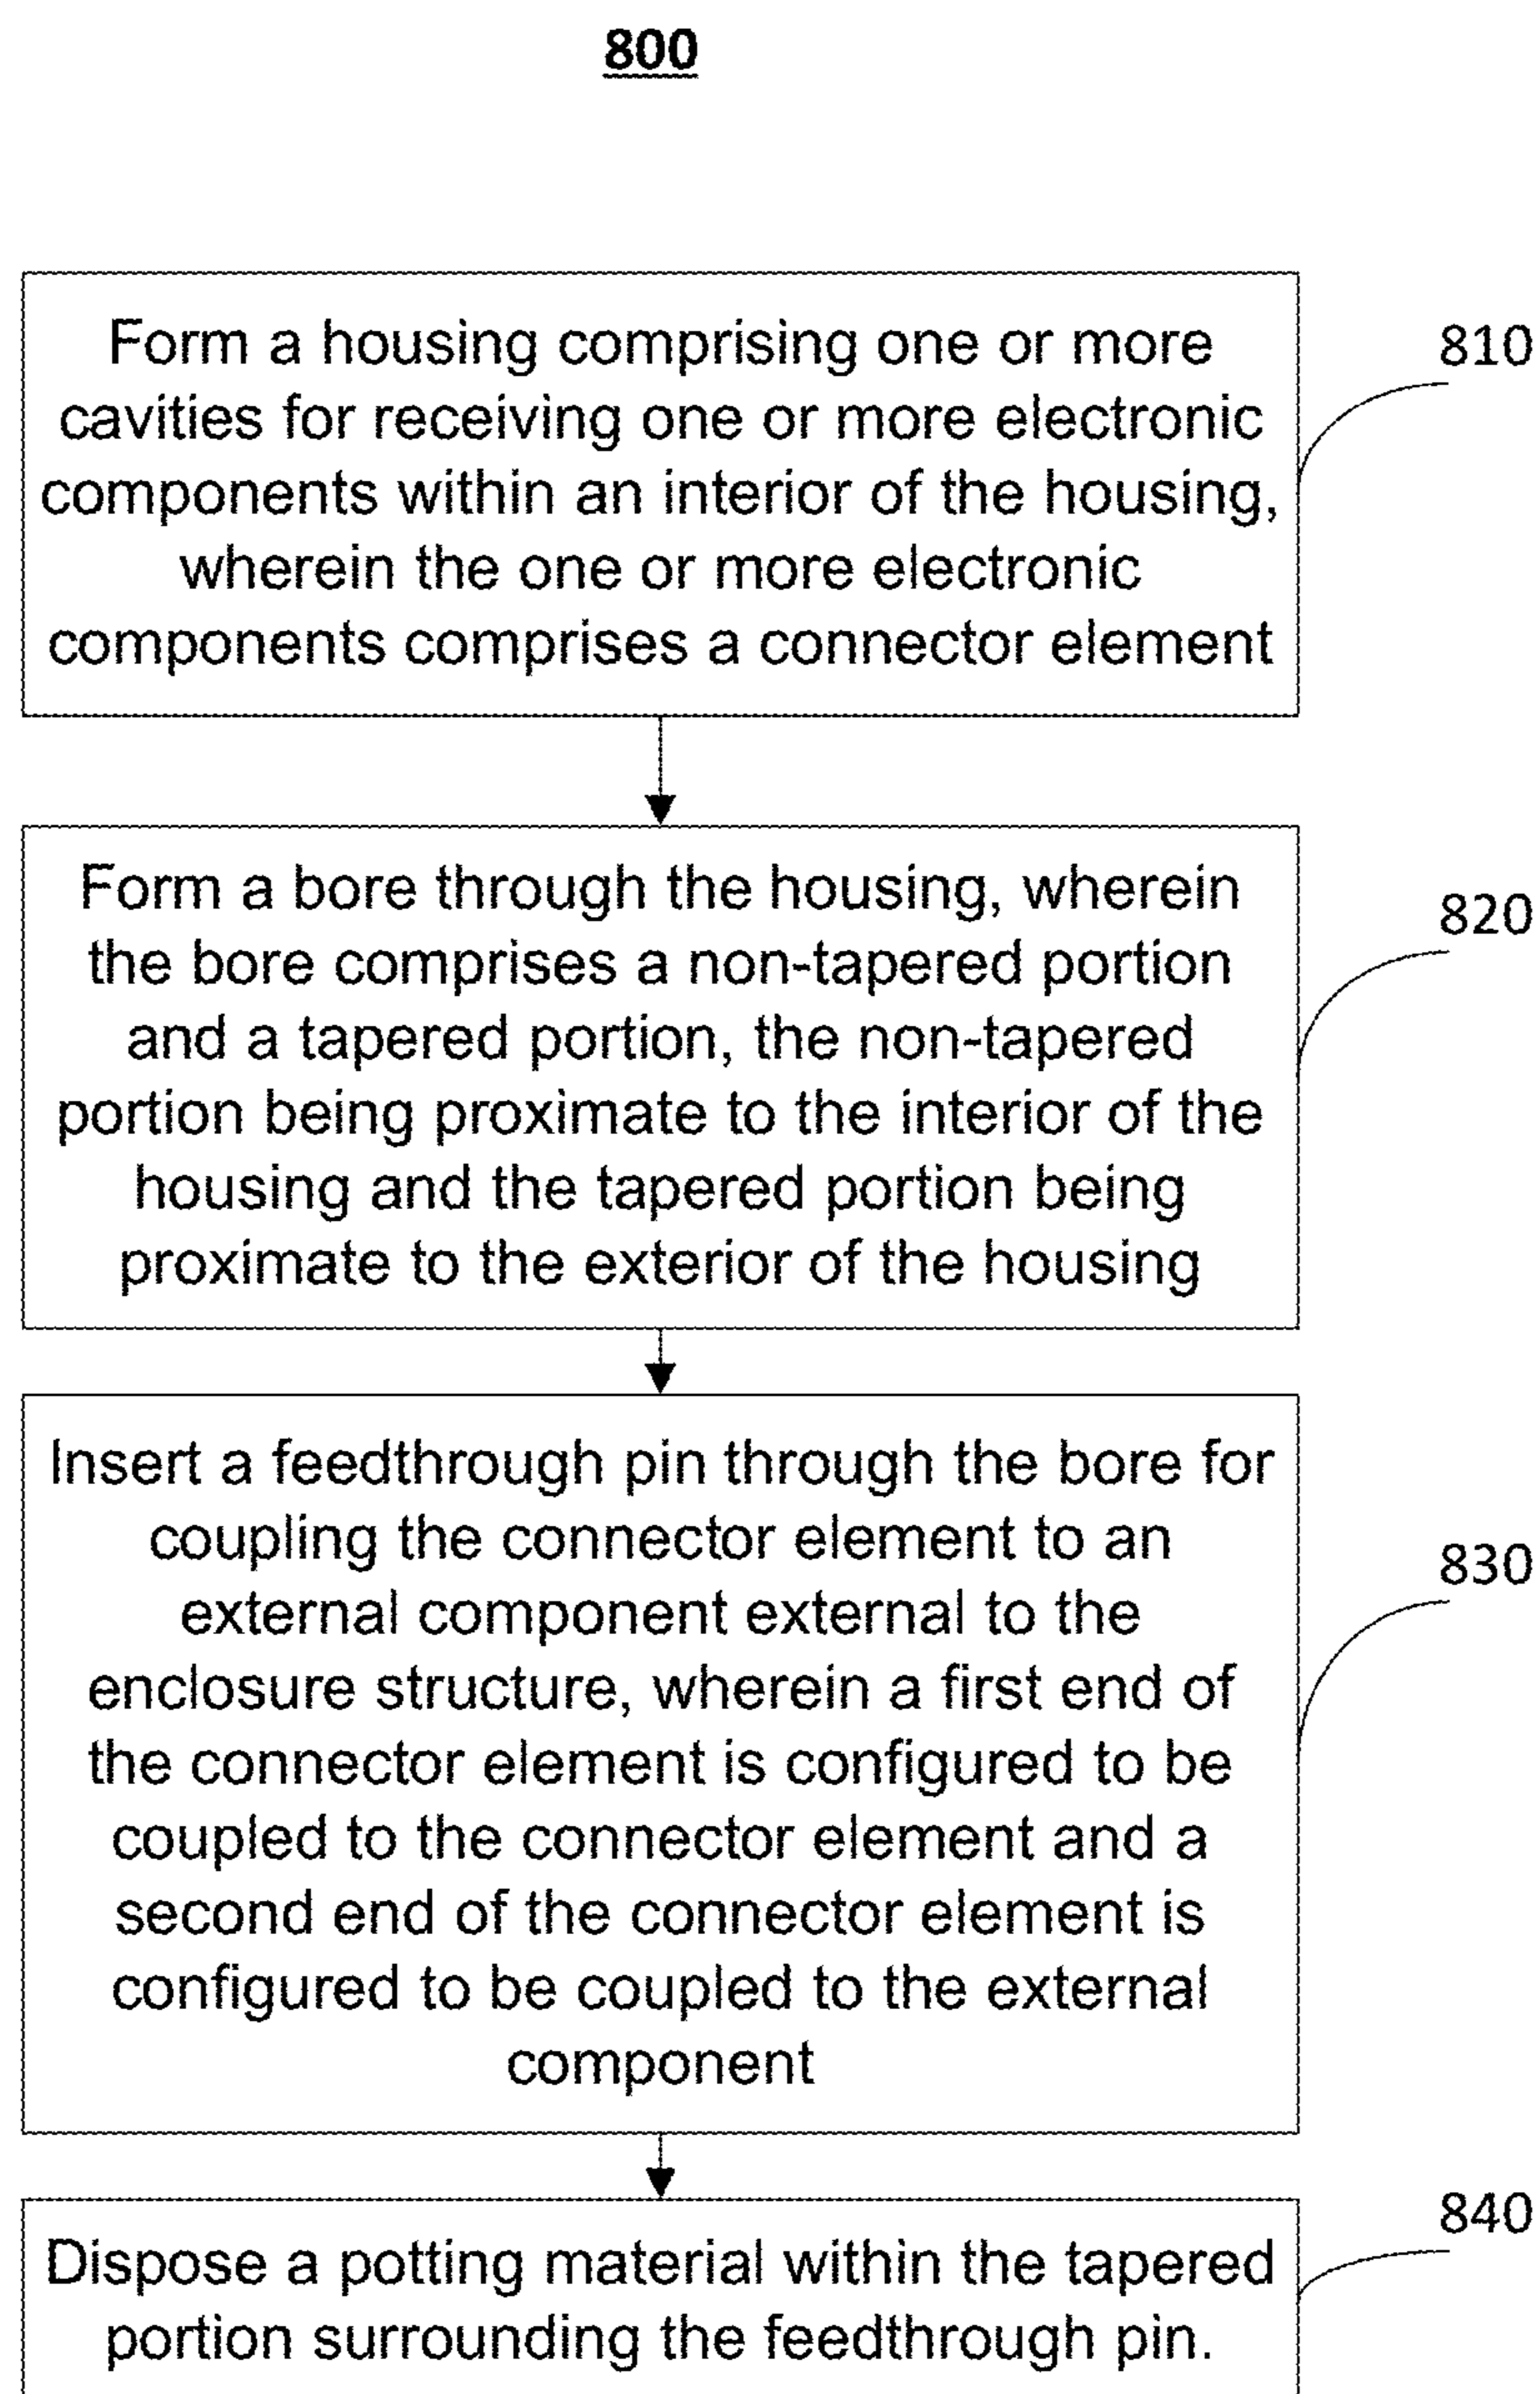 800
Form a housing comprising one or more
cavities for receiving one or more electronic
components within an interior of the housing,
wherein the one or more electronic
components comprises a connector element
810
Form a bore through the housing, wherein
the bore comprises a non-tapered portion
and a tapered portion, the non-tapered
portion being proximate to the interior of the
housing and the tapered portion being
proximate to the exterior of the housing
820
Insert a feedthrough pin through the bore for
coupling the connector element to an
external component external to the
enclosure structure, wherein a first end of
the connector element is configured to be
coupled to the connector element and a
second end of the connector element is
configured to be coupled to the external
component
830
Dispose a potting material within the tapered
portion surrounding the feedthrough pin.
840